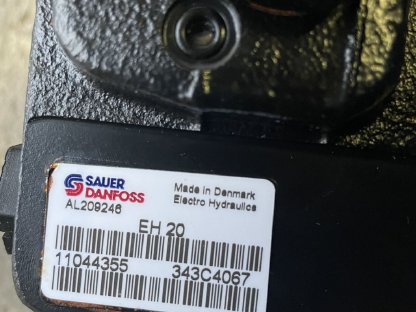 SAUER
DANFOSS
AL209246
Made in Denmark
Electro Hydraulics
EH 20
11044355 343C4067